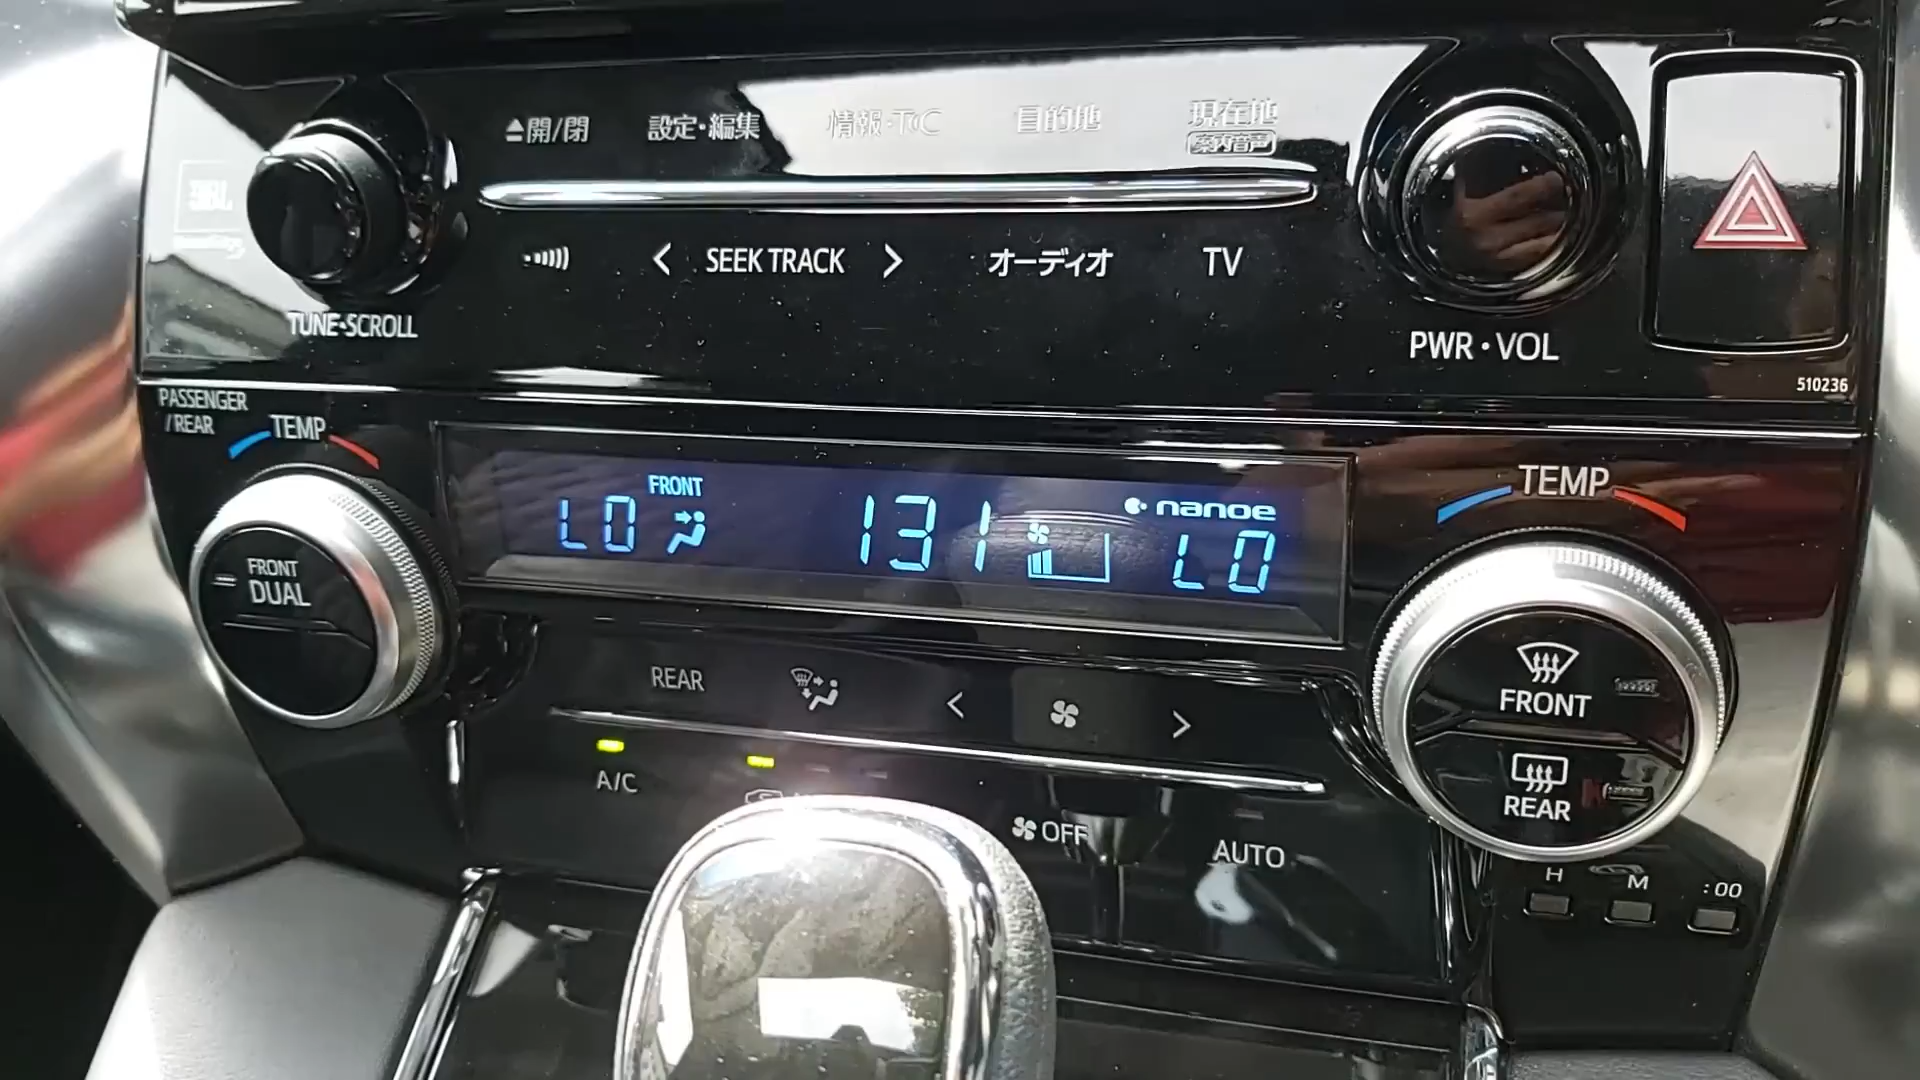 開/閉 設定・編集 情報・T/C 目的地 現在地
案内音声
JBL
SEEK TRACK オーディオ TV
TUNE・SCROLL
PWR・VOL
510236
PASSENGER
/REAR
TEMP
FRONT
DUAL
FRONT
LO 131 LO
nanoe
TEMP
REAR
FRONT
REAR
A/C
OFF AUTO
H M :00